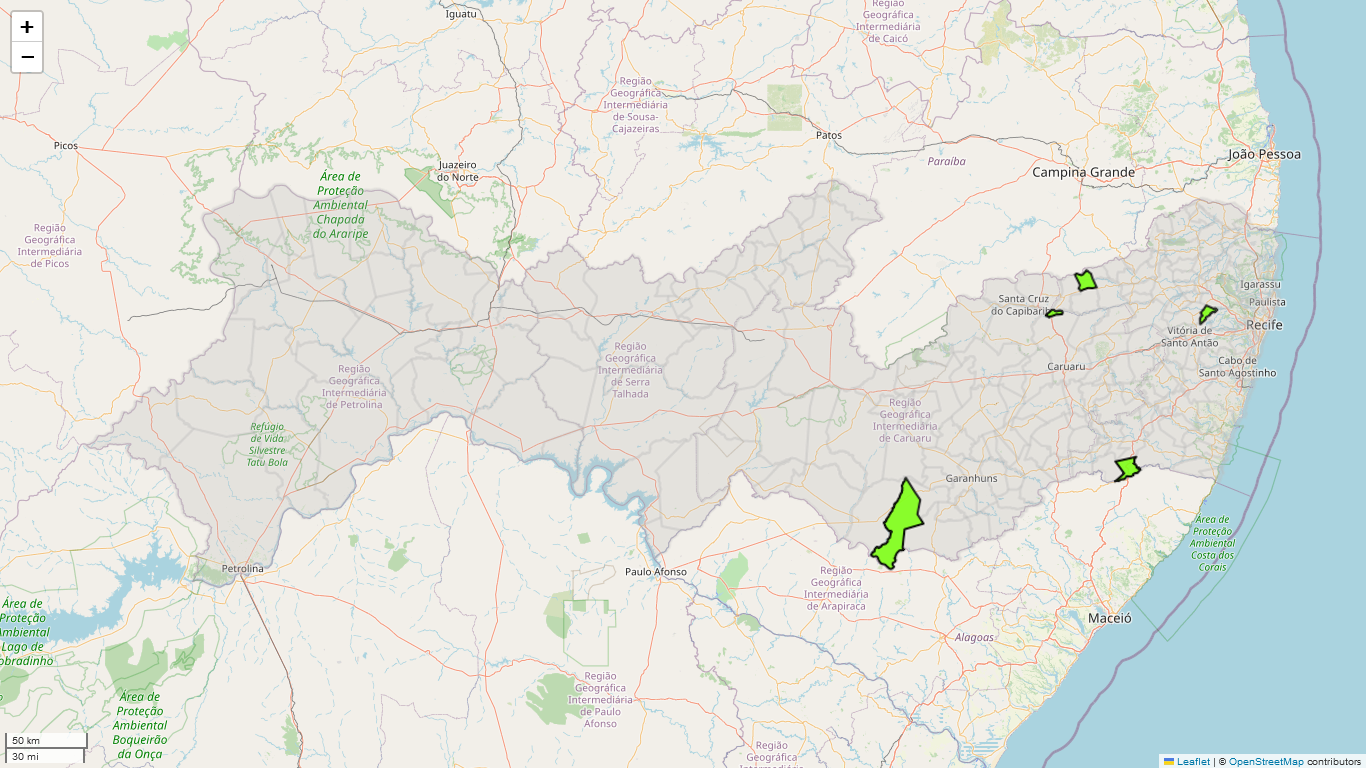 +
−
Iguatu
Região
Geográfica
Intermediária
de Caicó
Região
Geográfica
Intermediária
de Sousa-
Cajazeiras
Patos
Picos
Juazeiro
do Norte
Paraíba
João Pessoa
Campina Grande
Área de
Proteção
Ambiental
Chapada
do Araripe
Região
Geográfica
Intermediária
de Picos
Igarassu
Paulista
Recife
Santa Cruz
do Capibaribe
Vitória de
Santo Antão
Cabo de
Santo Agostinho
Caruaru
Região
Geográfica
Intermediária
de Serra
Talhada
Região
Geográfica
Intermediária
de Petrolina
Região
Geográfica
Intermediária
de Caruaru
Refúgio
de Vida
Silvestre
Tatu Bola
Garanhuns
Área de
Proteção
Ambiental
Costa dos
Corais
Petrolina
Paulo Afonso
Região
Geográfica
Intermediária
de Arapiraca
Maceió
Alagoas
Área de
Proteção
Ambiental
Lago de
obradinho
Região
Geográfica
Intermediária
de Paulo
Afonso
Área de
Proteção
Ambiental
Boqueirão
da Onça
Região
Geográfica
Intermediária
50 km
30 mi
Leaflet | © OpenStreetMap contributors